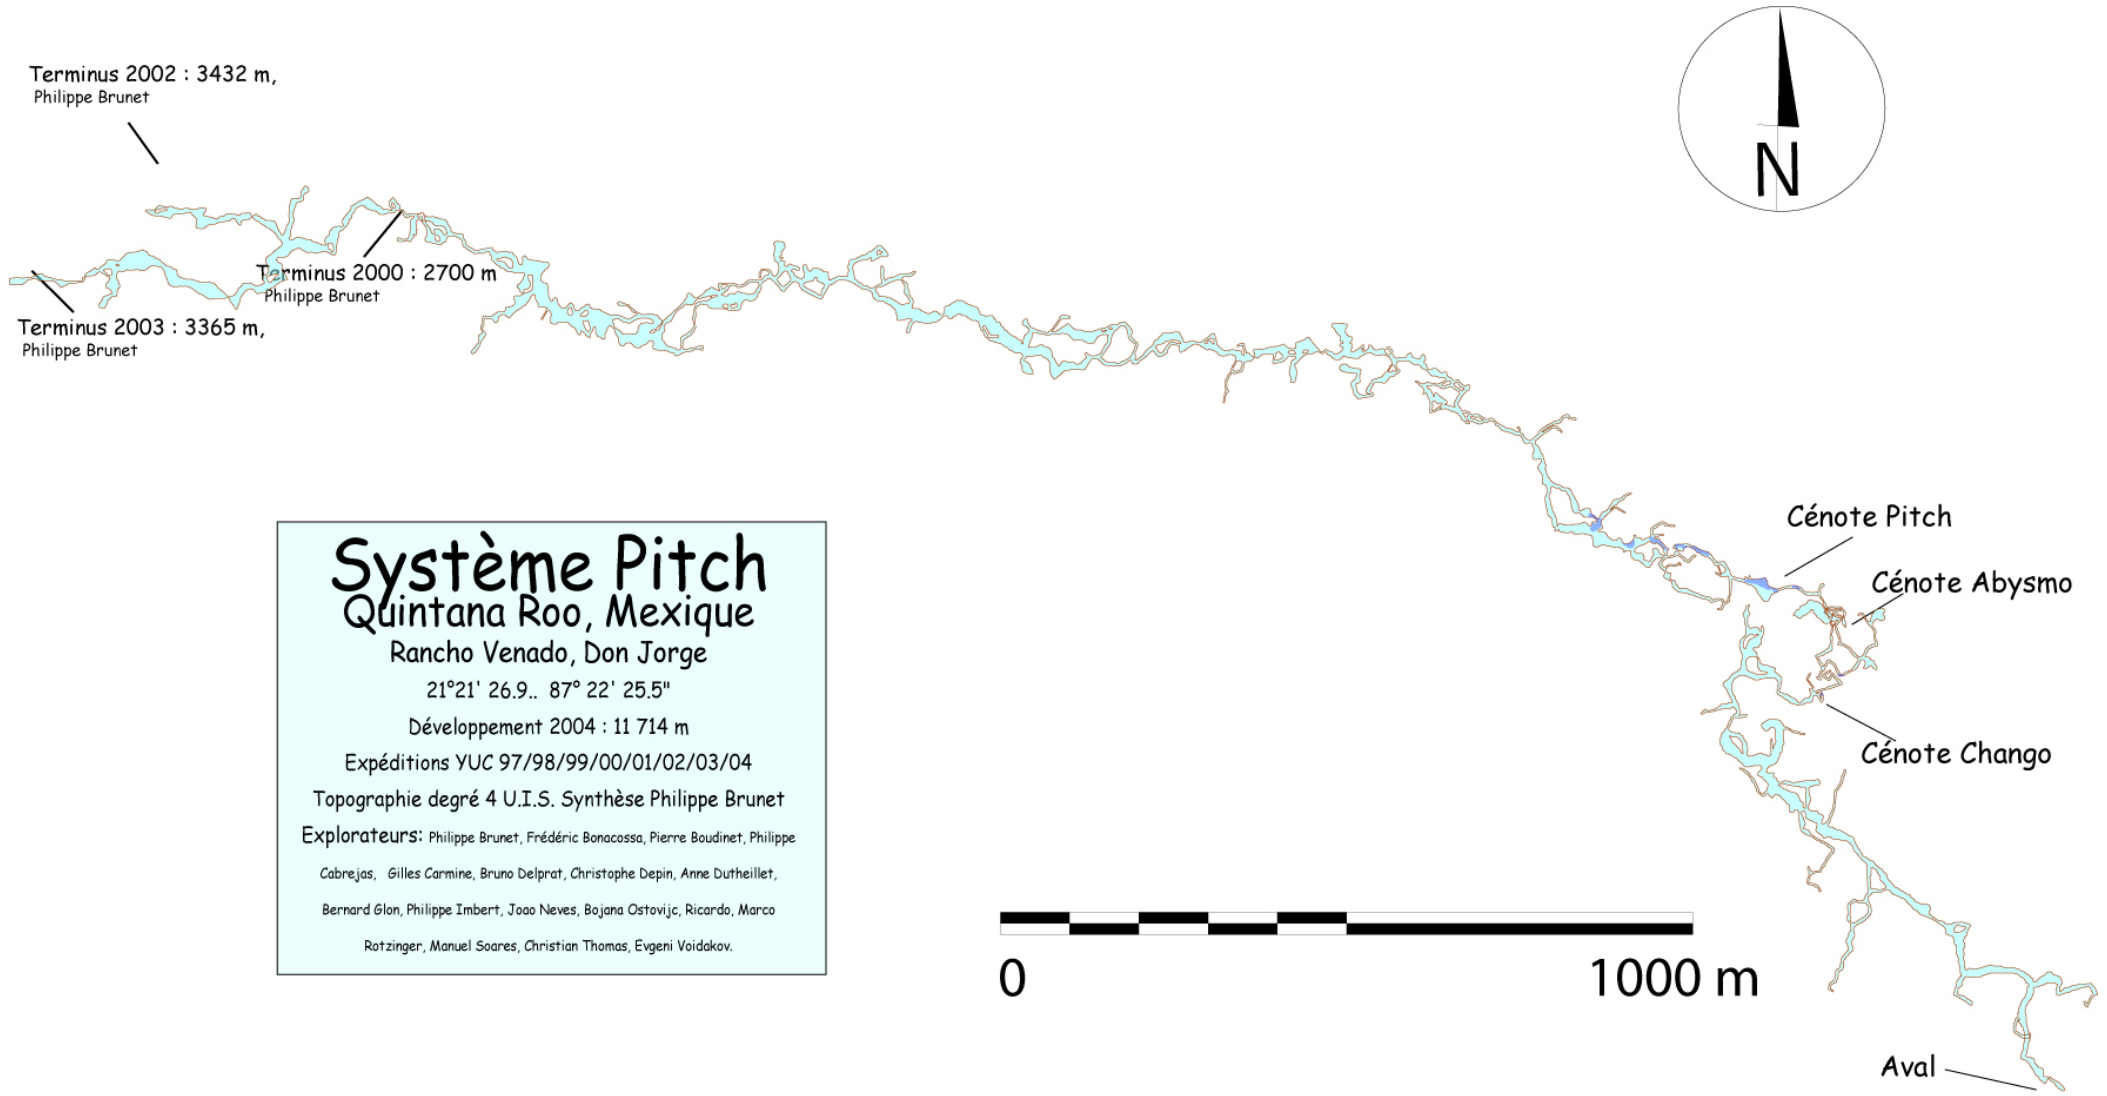 Terminus 2002 : 3432 m,
Philippe Brunet
N
Terminus 2000 : 2700 m
Philippe Brunet
Terminus 2003 : 3365 m,
Philippe Brunet
Cénote Pitch
Cénote Abysmo
Cénote Chango
Système Pitch
Quintana Roo, Mexique
Rancho Venado, Don Jorge
21°21' 26.9.. 87° 22' 25.5"
Développement 2004 : 11 714 m
Expéditions YUC 97/98/99/00/01/02/03/04
Topographie degré 4 U.I.S. Synthèse Philippe Brunet
Explorateurs: Philippe Brunet, Frédéric Bonacossa, Pierre Boudinet, Philippe
Cabrejas, Gilles Carmine, Bruno Delprat, Christophe Depin, Anne Dutheillet,
Bernard Glon, Philippe Imbert, Joao Neves, Bojana Ostovijc, Ricardo, Marco
Rotzinger, Manuel Soares, Christian Thomas, Evgeni Voidakov.
0 1000 m
Aval